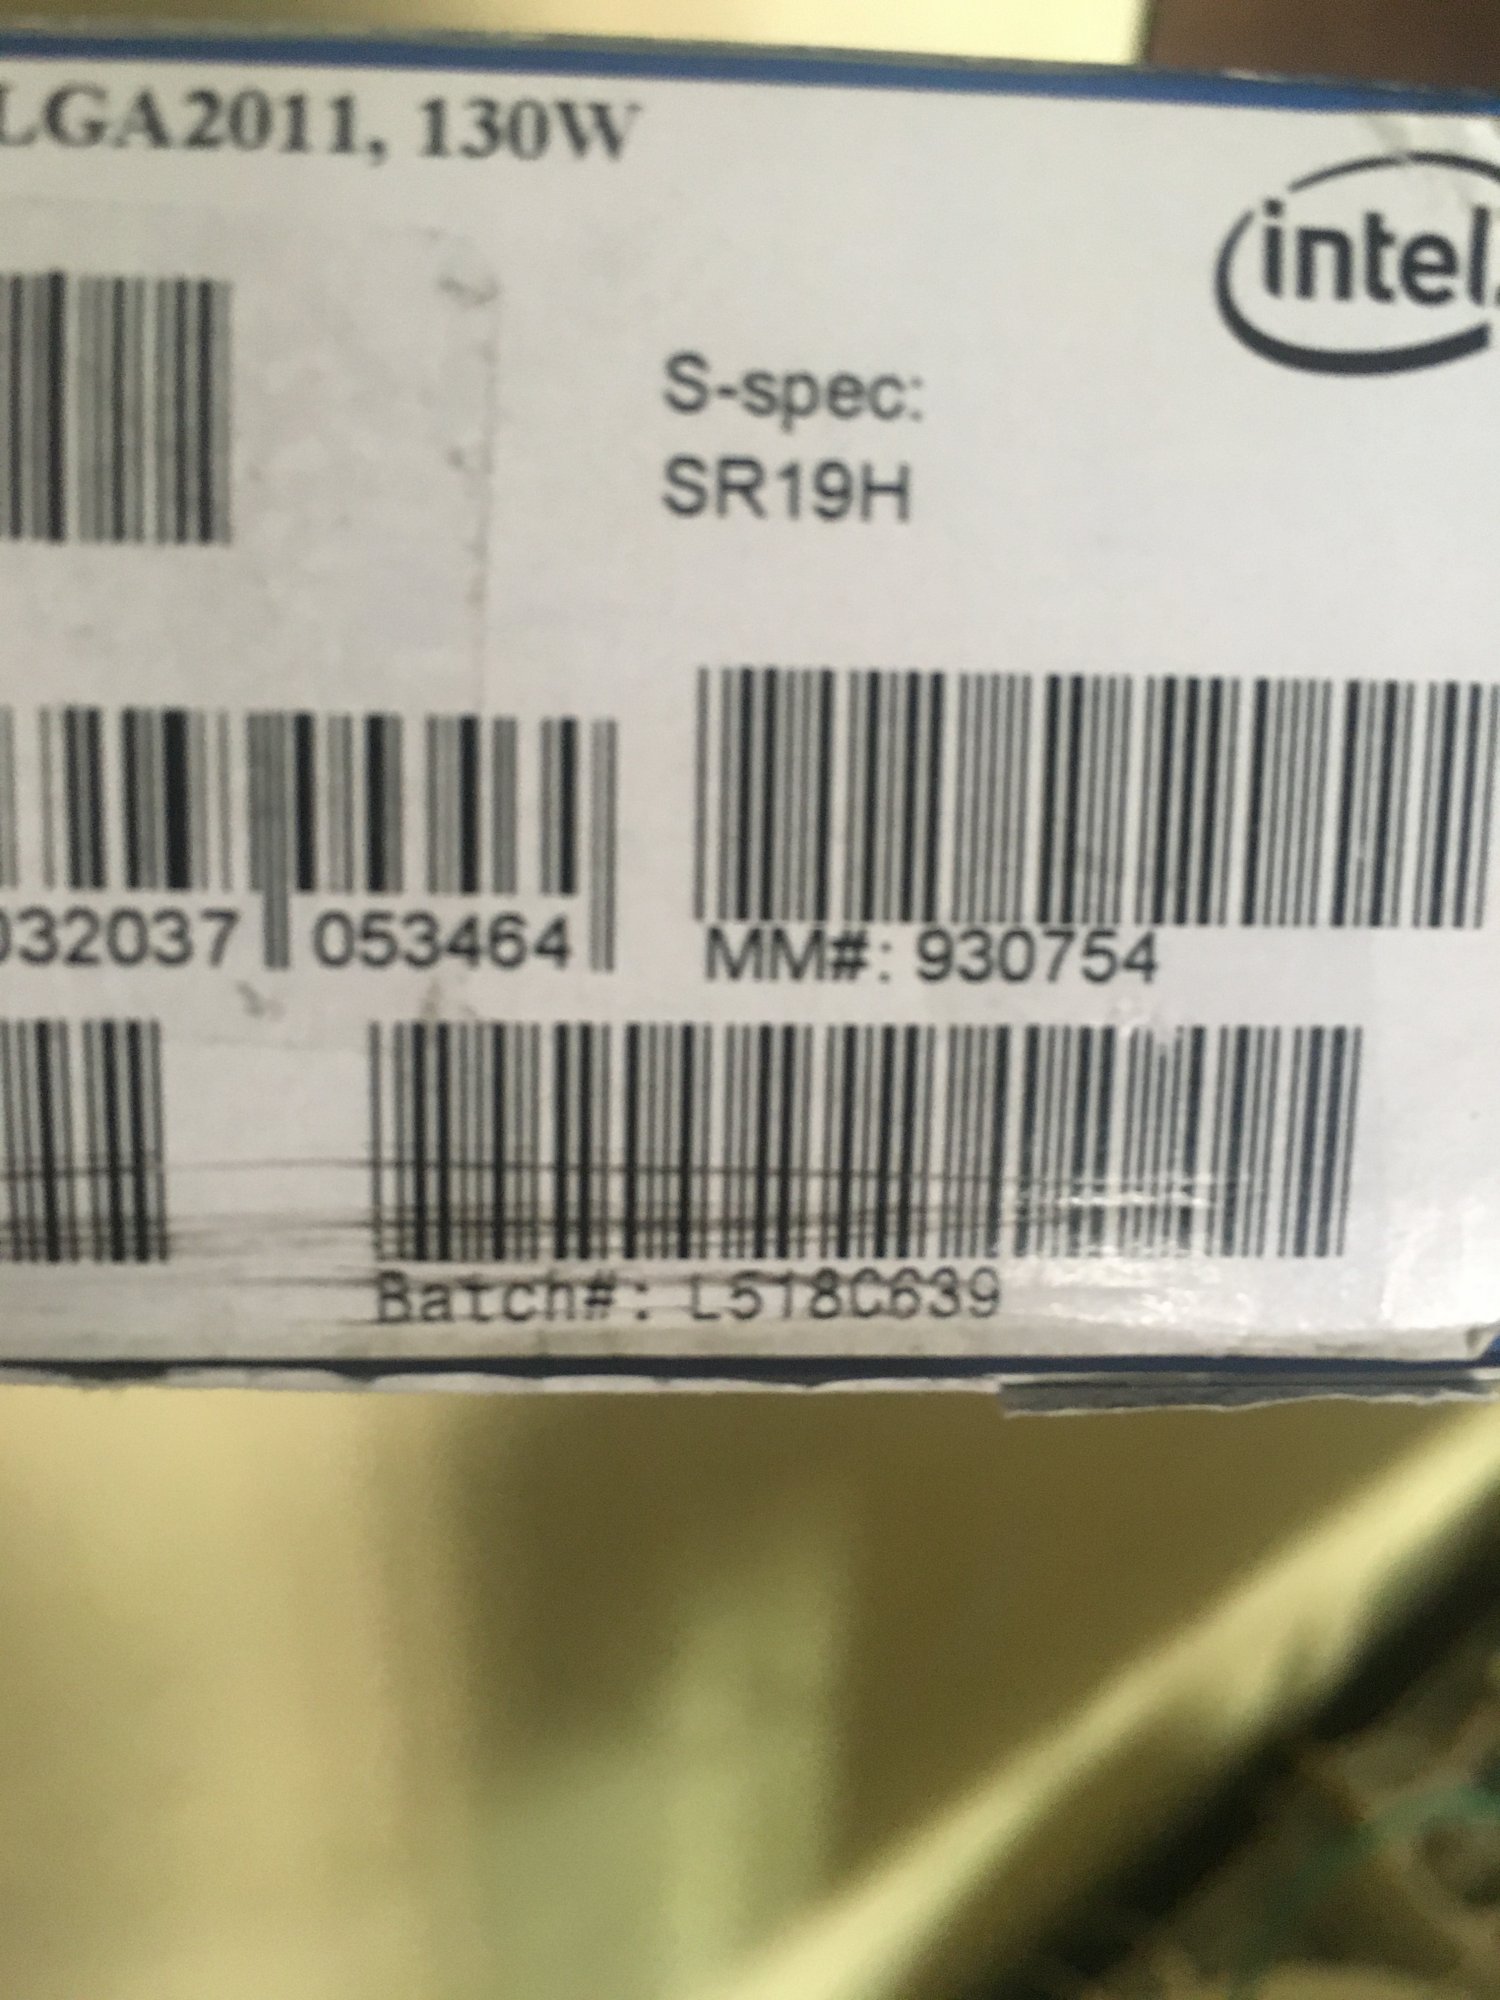 LGA2011, 130W
intel
S-spec:
SR19H
032037 053464
MM#: 930754
Batch#: L518C639